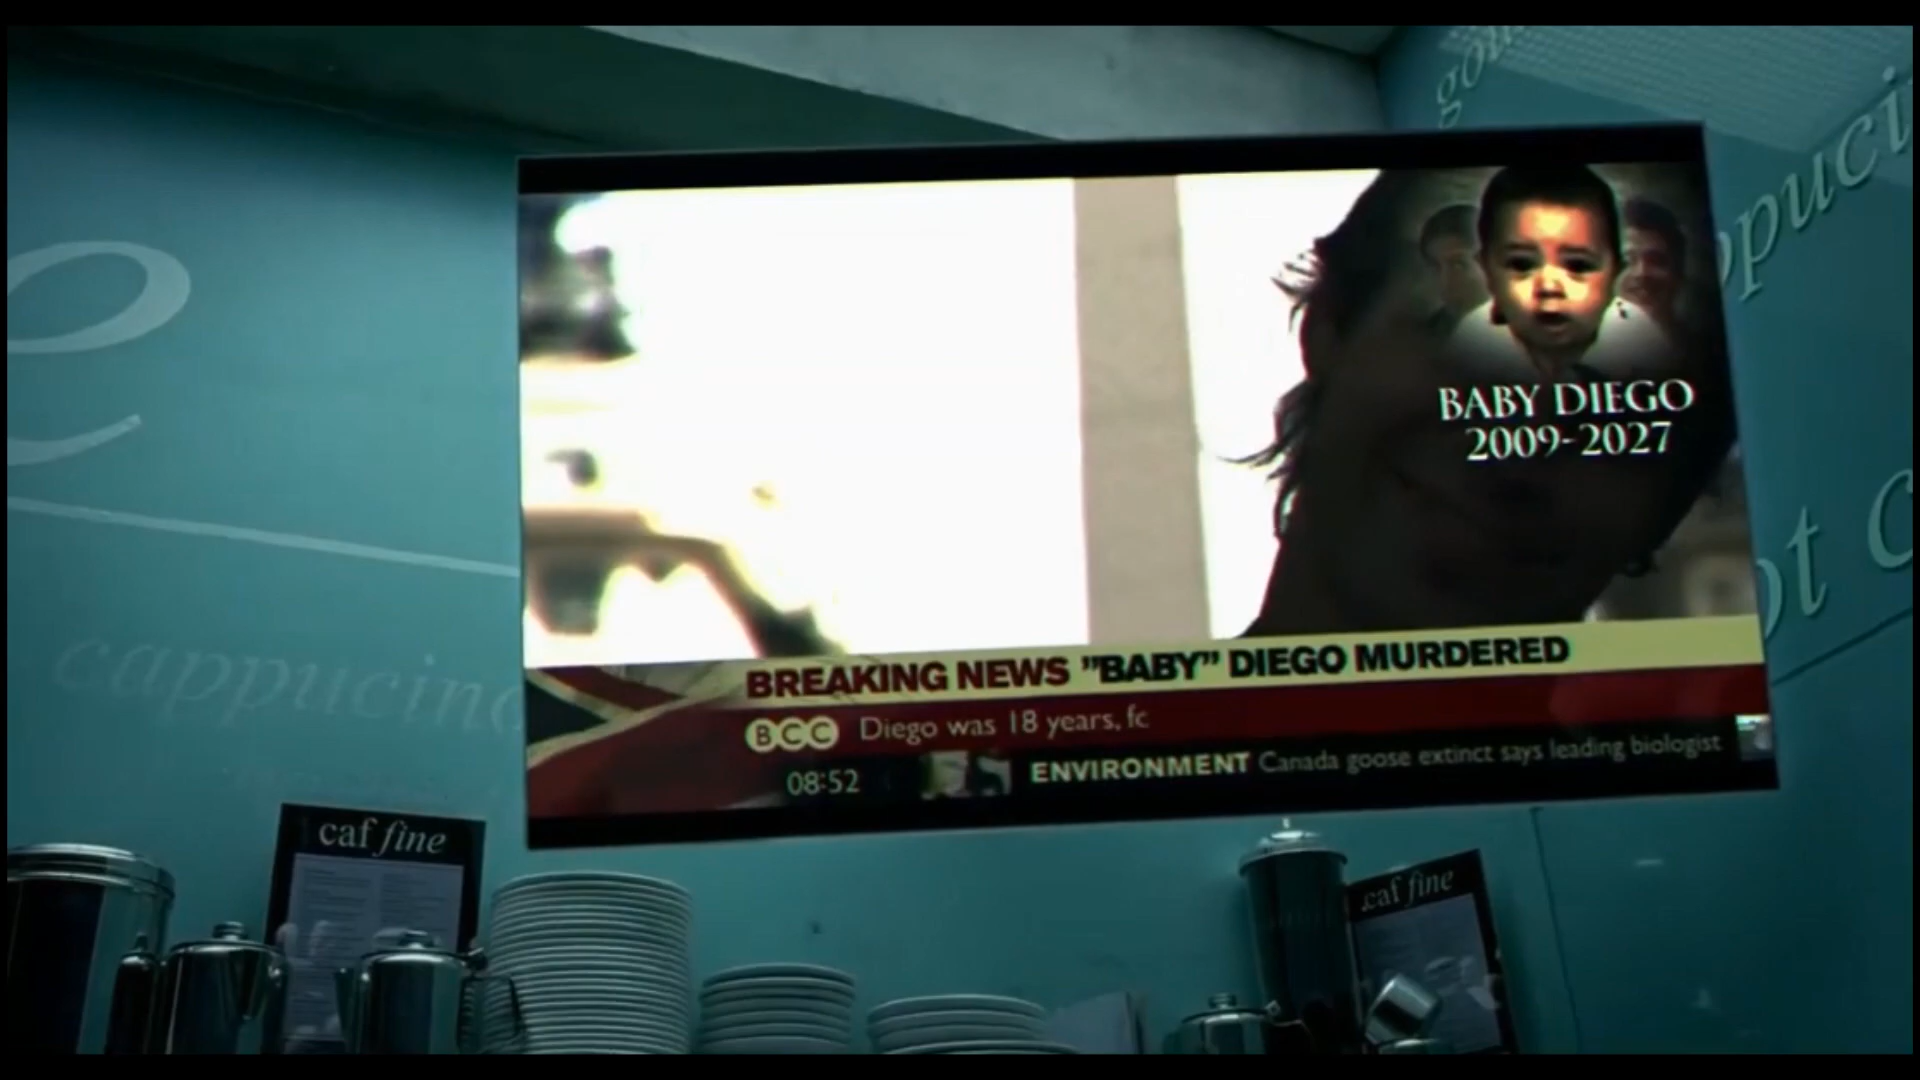 e
cappucino
BABY DIEGO
2009-2027
BREAKING NEWS "BABY" DIEGO MURDERED
BCC Diego was 18 years, fc
08:52
ENVIRONMENT Canada goose extinct says leading biologist
caf fine
caf fine